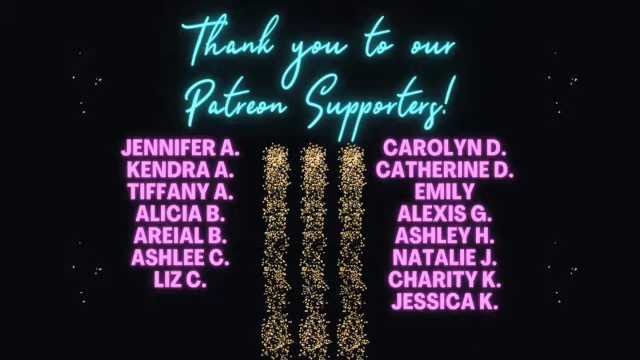 Thank you to our
Patreon Supporters!
JENNIFER A.
KENDRA A.
TIFFANY A.
ALICIA B.
AREIAL B.
ASHLEE C.
LIZ C.
CAROLYN D.
CATHERINE D.
EMILY
ALEXIS G.
ASHLEY H.
NATALIE J.
CHARITY K.
JESSICA K.